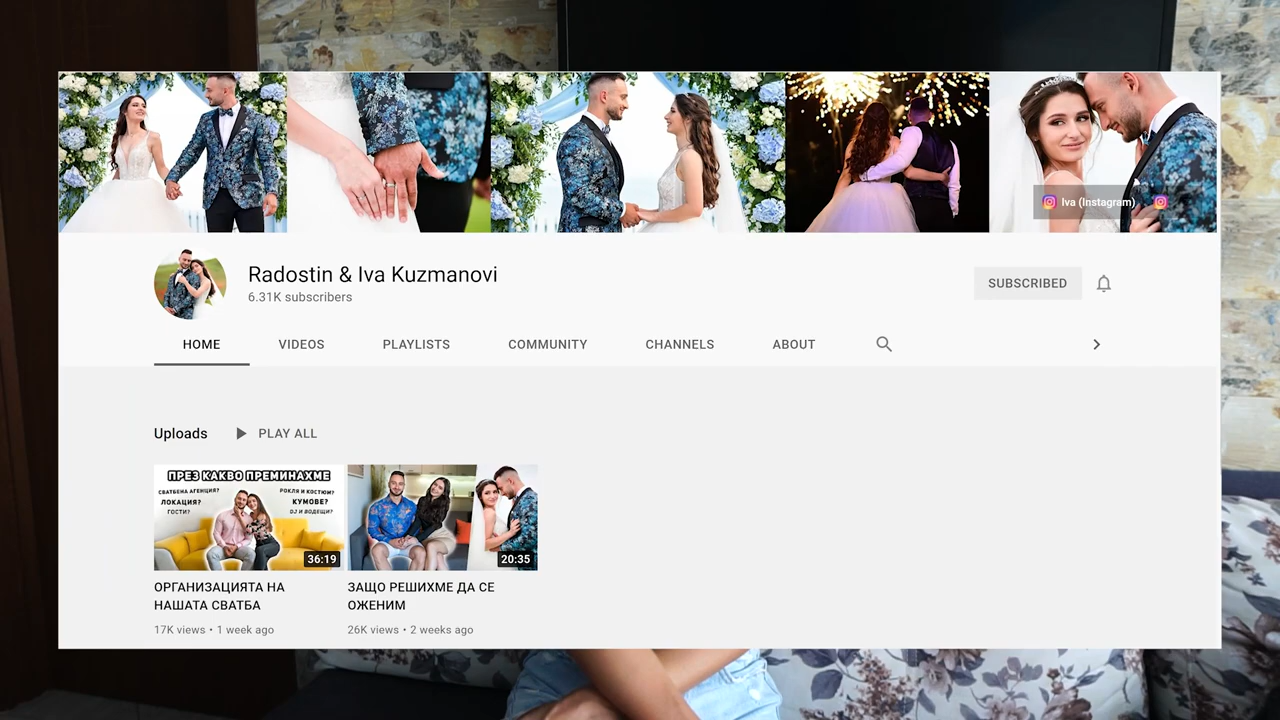 Iva (Instagram)
Radostin & Iva Kuzmanovi
6.31K subscribers
SUBSCRIBED
HOME
VIDEOS
PLAYLISTS
COMMUNITY
CHANNELS
ABOUT
Uploads
PLAY ALL
ПРЕЗ КАКВО ПРЕМИНАХМЕ
СВАТБЕНА АГЕНЦИЯ?
ЛОКАЦИЯ?
ГОСТИ?
РОКЛЯ И КОСТЮМ?
КУМОВЕ?
DJ И ВОДЕЩИ?
36:19
20:35
ОРГАНИЗАЦИЯТА НА
НАШАТА СВАТБА
17K views • 1 week ago
ЗАЩО РЕШИХМЕ ДА СЕ
ОЖЕНИМ
26K views • 2 weeks ago